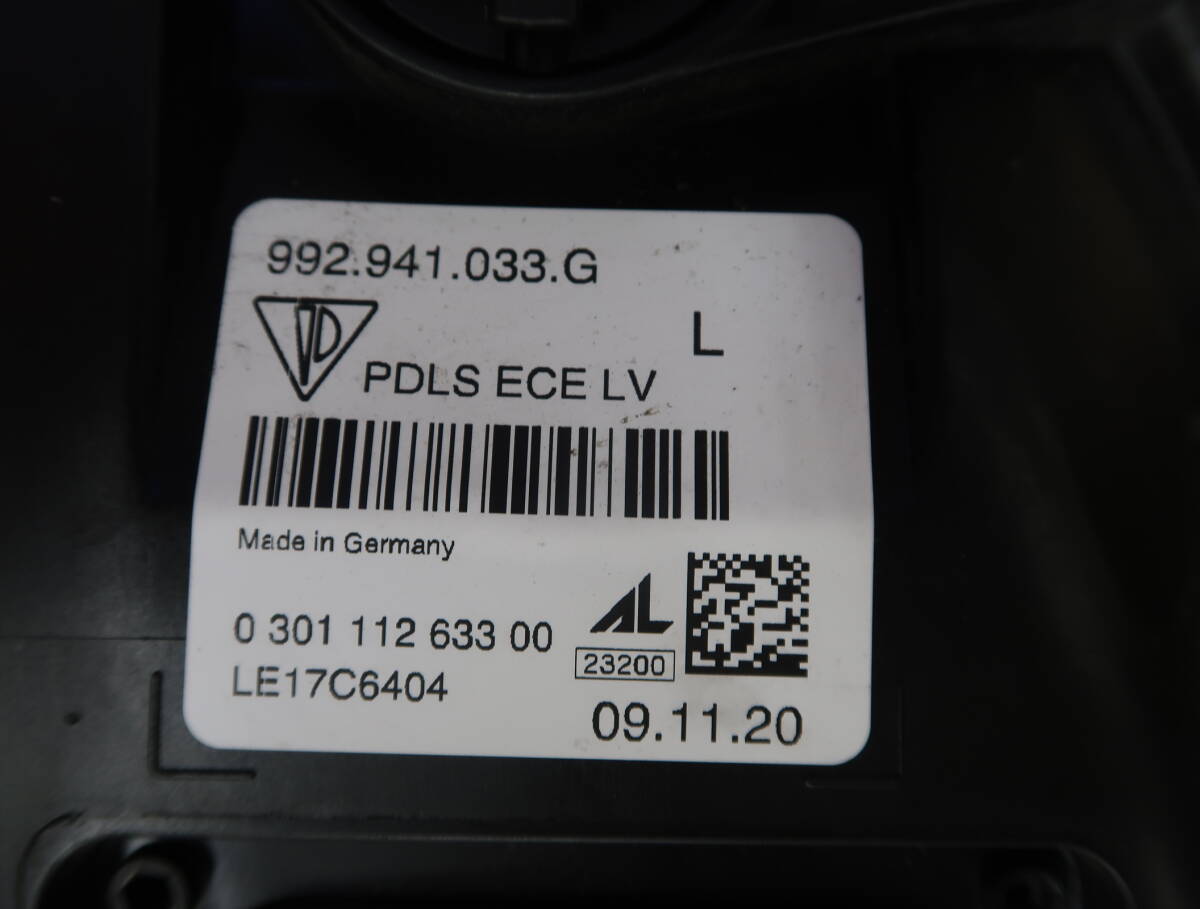 992.941.033.G
L
PDLS ECE LV
Made in Germany
0 301 112 633 00
AL
23200
LE17C6404
09.11.20